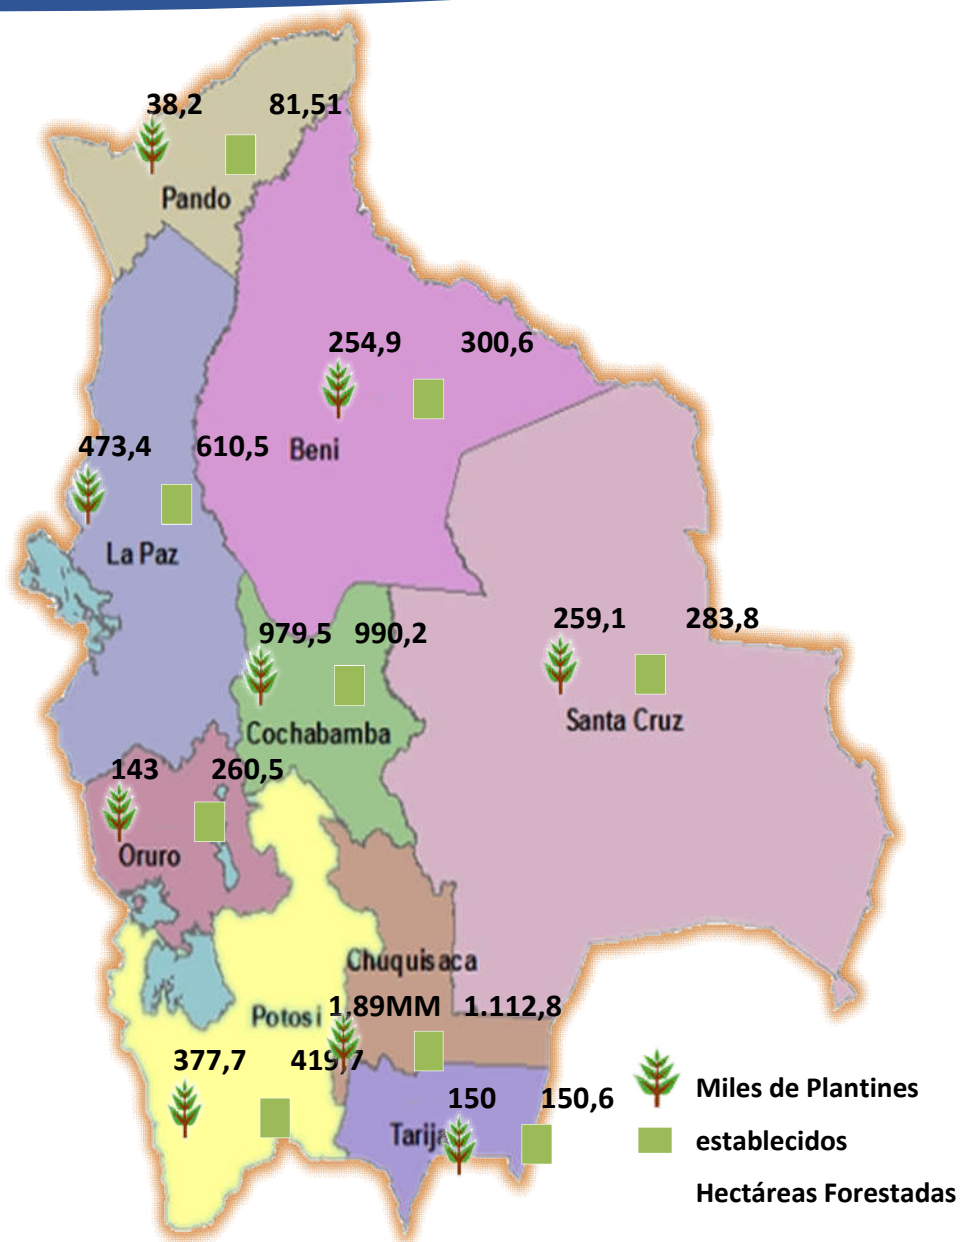 38,2 81,51
Pando
254,9 300,6
Beni
473,4 610,5
La Paz
979,5 990,2
Cochabamba
259,1 283,8
Santa Cruz
143 260,5
Oruro
Chuquisaca
1.89MM 1.112,8
Potosi
377,7 419,7
150 150,6
Tarija
Miles de Plantines
establecidos
Hectáreas Forestadas